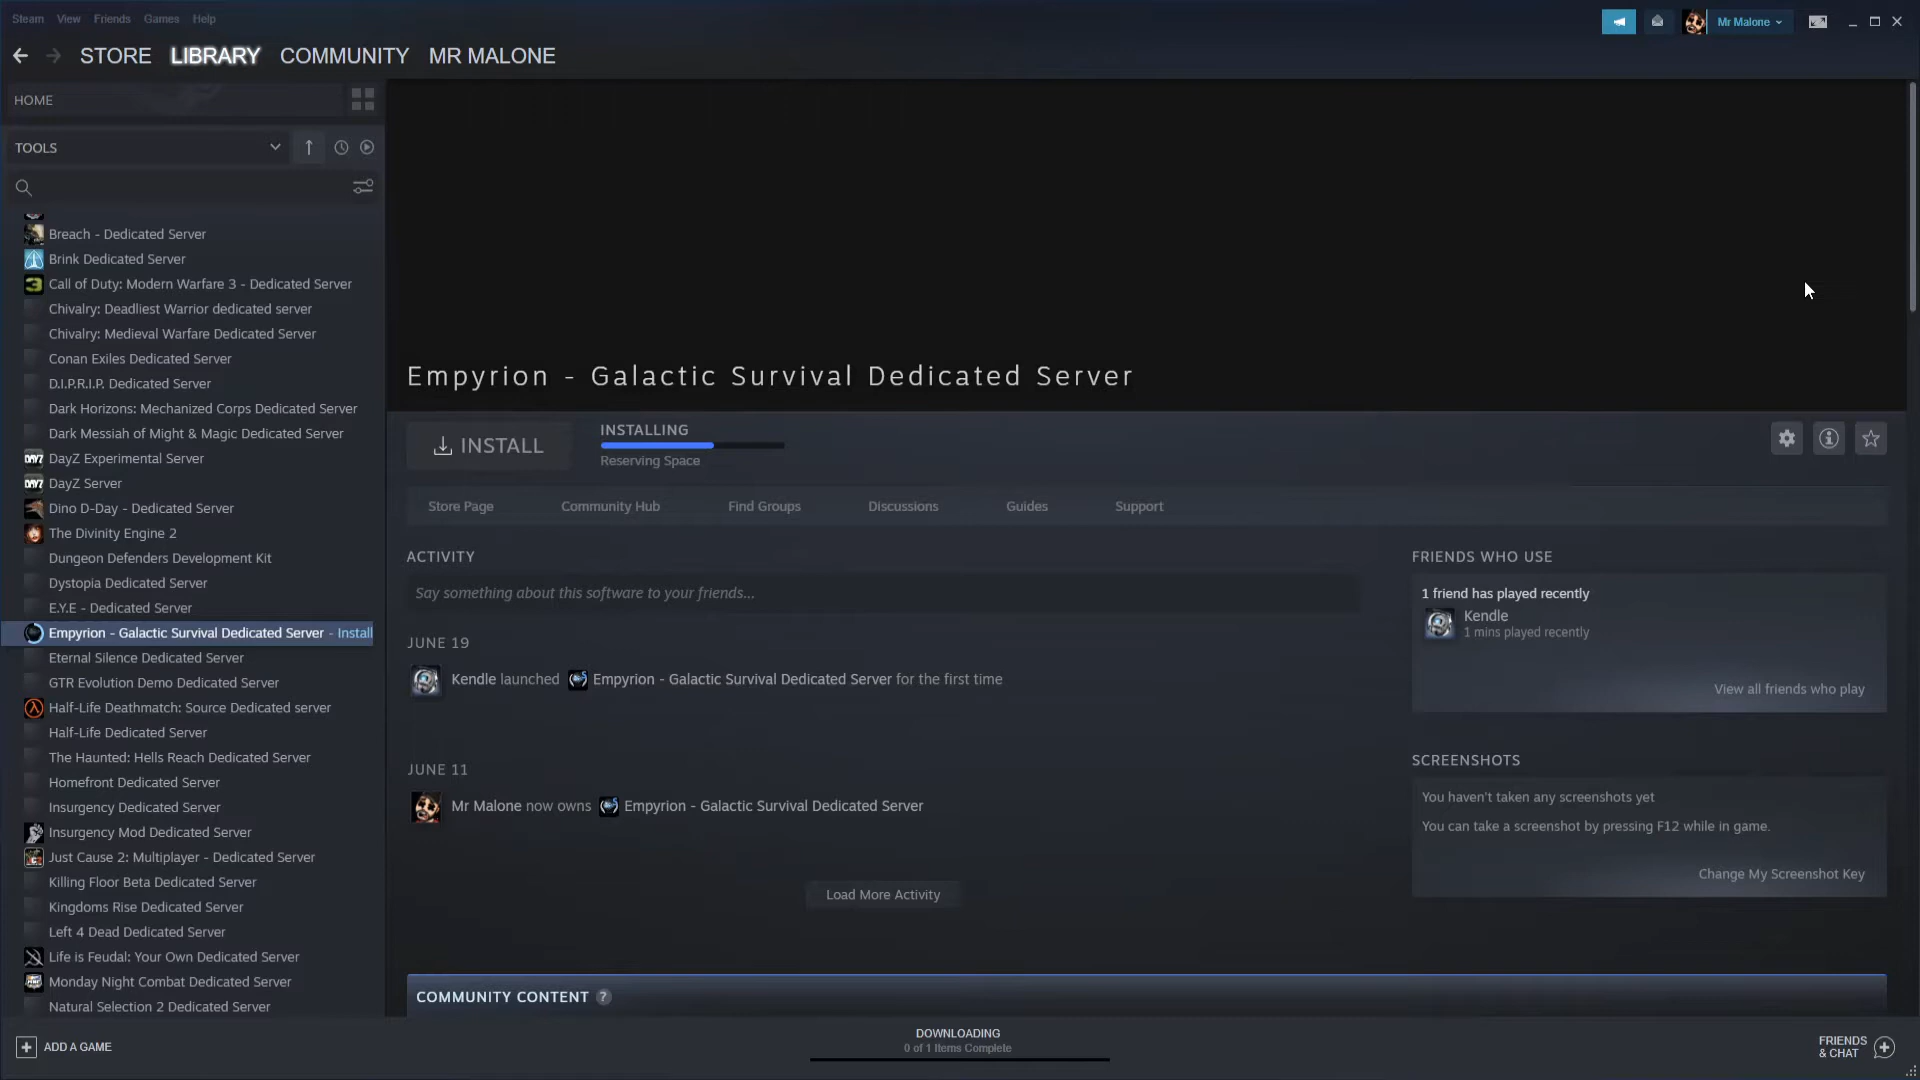 Steam View Friends Games Help
Mr Malone
STORE LIBRARY COMMUNITY MR MALONE
HOME
TOOLS
Breach - Dedicated Server
Brink Dedicated Server
Call of Duty: Modern Warfare 3 - Dedicated Server
Chivalry: Deadliest Warrior dedicated server
Chivalry: Medieval Warfare Dedicated Server
Conan Exiles Dedicated Server
D.I.P.R.I.P. Dedicated Server
Dark Horizons: Mechanized Corps Dedicated Server
Dark Messiah of Might & Magic Dedicated Server
DayZ Experimental Server
DayZ Server
Dino D-Day - Dedicated Server
The Divinity Engine 2
Dungeon Defenders Development Kit
Dystopia Dedicated Server
E.Y.E - Dedicated Server
Empyrion - Galactic Survival Dedicated Server - Install
Eternal Silence Dedicated Server
GTR Evolution Demo Dedicated Server
Half-Life Deathmatch: Source Dedicated server
Half-Life Dedicated Server
The Haunted: Hells Reach Dedicated Server
Homefront Dedicated Server
Insurgency Dedicated Server
Insurgency Mod Dedicated Server
Just Cause 2: Multiplayer - Dedicated Server
Killing Floor Beta Dedicated Server
Kingdoms Rise Dedicated Server
Left 4 Dead Dedicated Server
Life is Feudal: Your Own Dedicated Server
Monday Night Combat Dedicated Server
Natural Selection 2 Dedicated Server
ADD A GAME
Empyrion - Galactic Survival Dedicated Server
INSTALL
INSTALLING
Reserving Space
Store Page Community Hub Find Groups Discussions Guides Support
ACTIVITY
Say something about this software to your friends...
JUNE 19
Kendle launched Empyrion - Galactic Survival Dedicated Server for the first time
JUNE 11
Mr Malone now owns Empyrion - Galactic Survival Dedicated Server
Load More Activity
FRIENDS WHO USE
1 friend has played recently
Kendle
1 mins played recently
View all friends who play
SCREENSHOTS
You haven't taken any screenshots yet
You can take a screenshot by pressing F12 while in game.
Change My Screenshot Key
COMMUNITY CONTENT ?
DOWNLOADING
0 of 1 Items Complete
FRIENDS
& CHAT